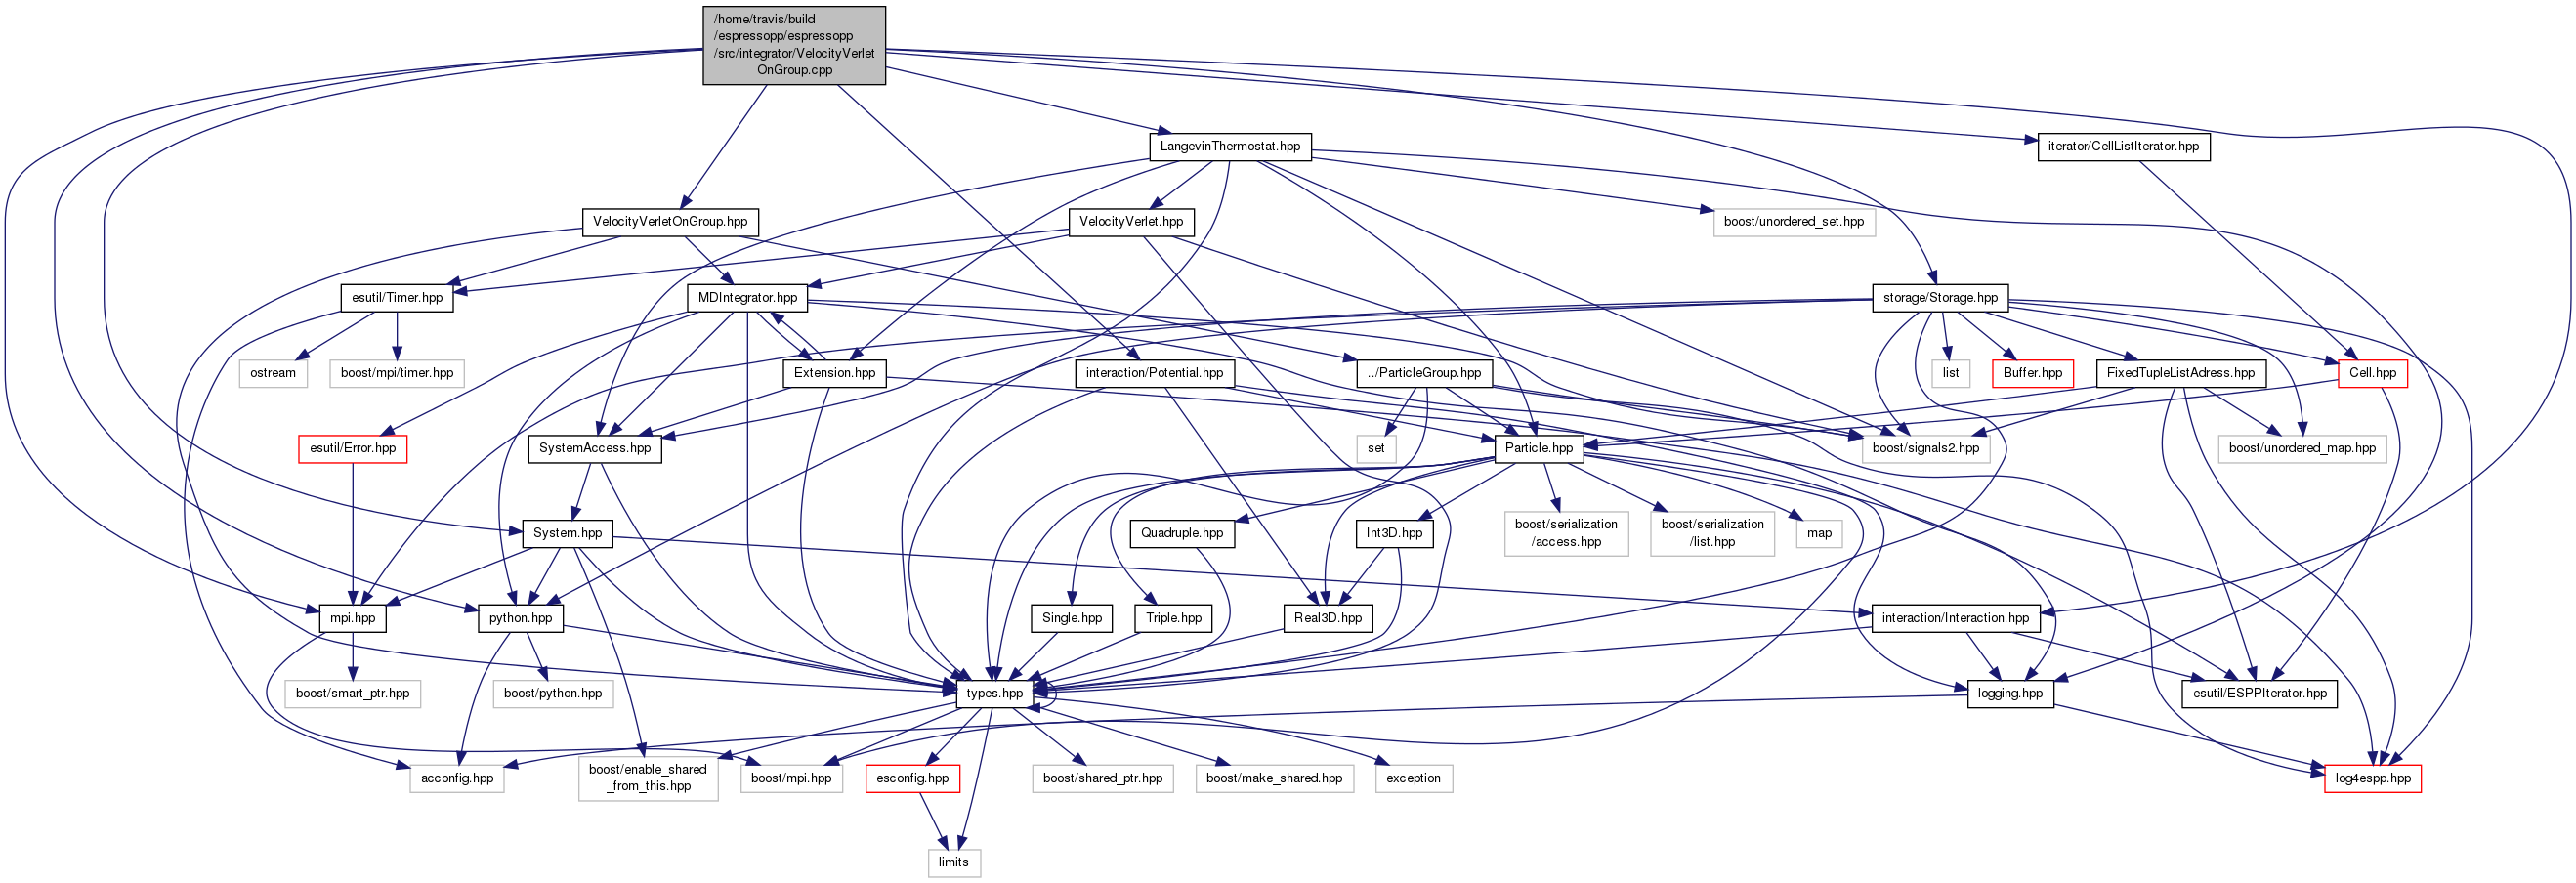 /home/travis/build
/espressopp/espressopp
/src/integrator/VelocityVerlet
OnGroup.cpp
LangevinThermostat.hpp
iterator/CellListIterator.hpp
VelocityVerletOnGroup.hpp
VelocityVerlet.hpp
boost/unordered_set.hpp
esutil/Timer.hpp
MDIntegrator.hpp
storage/Storage.hpp
ostream
boost/mpi/timer.hpp
Extension.hpp
interaction/Potential.hpp
../ParticleGroup.hpp
list
Buffer.hpp
FixedTupleListAdress.hpp
Cell.hpp
esutil/Error.hpp
SystemAccess.hpp
set
Particle.hpp
boost/signals2.hpp
boost/unordered_map.hpp
System.hpp
Quadruple.hpp
Int3D.hpp
boost/serialization
/access.hpp
boost/serialization
/list.hpp
map
mpi.hpp
python.hpp
Single.hpp
Triple.hpp
Real3D.hpp
interaction/Interaction.hpp
boost/smart_ptr.hpp
boost/python.hpp
types.hpp
logging.hpp
esutil/ESPPIterator.hpp
acconfig.hpp
boost/enable_shared
_from_this.hpp
boost/mpi.hpp
esconfig.hpp
boost/shared_ptr.hpp
boost/make_shared.hpp
exception
log4espp.hpp
limits